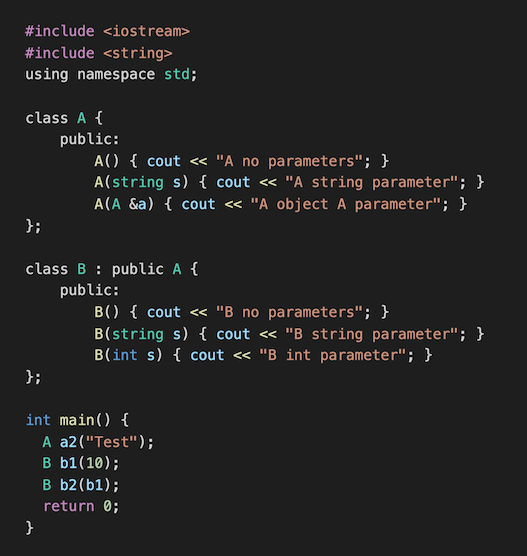 #include <iostream>
#include <string>
using namespace std;

class A {
    public:
        A() { cout << "A no parameters"; }
        A(string s) { cout << "A string parameter"; }
        A(A &a) { cout << "A object A parameter"; }
};

class B : public A {
    public:
        B() { cout << "B no parameters"; }
        B(string s) { cout << "B string parameter"; }
        B(int s) { cout << "B int parameter"; }
};

int main() {
  A a2("Test");
  B b1(10);
  B b2(b1);
  return 0;
}